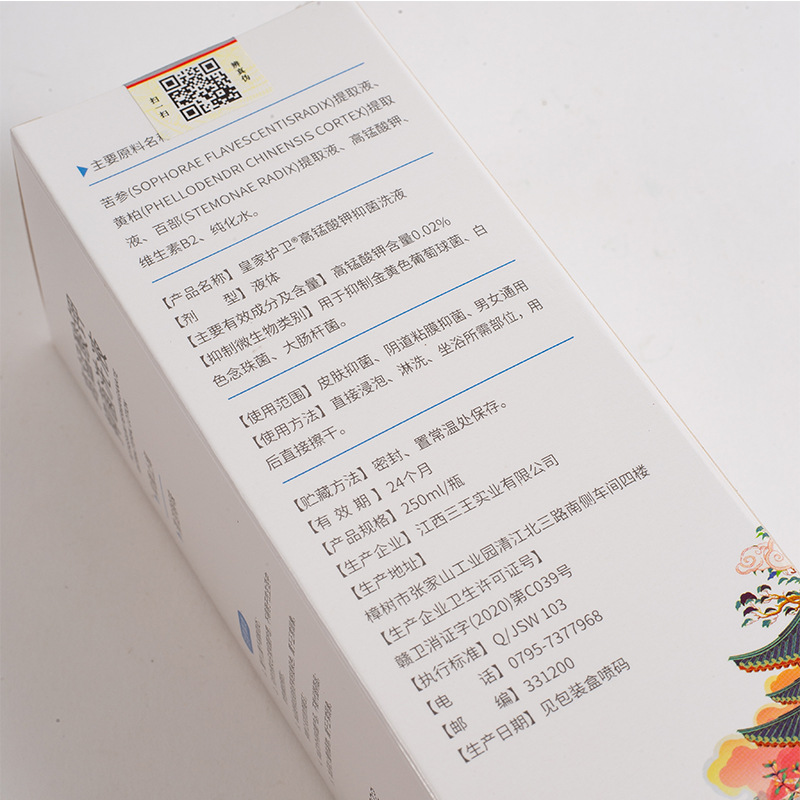 扫一扫
辨真伪
主要原料名称
苦参(SOPHORAE FLAVESCENTISRADIX)提取液、
黄柏(PHELLODENDRI CHINENSIS CORTEX)提取
液、百部(STEMONAE RADIX)提取液、高锰酸钾、
维生素B2、纯化水。
【产品名称】皇家护卫®高锰酸钾抑菌洗液
【剂 型】液体
【主要有效成分及含量】高锰酸钾含量0.02%
【抑制微生物类别】用于抑制金黄色葡萄球菌、白
色念珠菌、大肠杆菌。
【使用范围】皮肤抑菌、阴道粘膜抑菌、男女通用
【使用方法】直接浸泡、淋洗、坐浴所需部位，用
后直接擦干。
【贮藏方法】密封、置常温处保存。
【有 效 期】24个月
【产品规格】250ml/瓶
【生产企业】江西三王实业有限公司
【生产地址】
樟树市张家山工业园清江北三路南侧车间四楼
【生产企业卫生许可证号】
赣卫消证字(2020)第C039号
【执行标准】Q/JSW 103
【电 话】0795-7377968
【邮 编】331200
【生产日期】见包装盒喷码